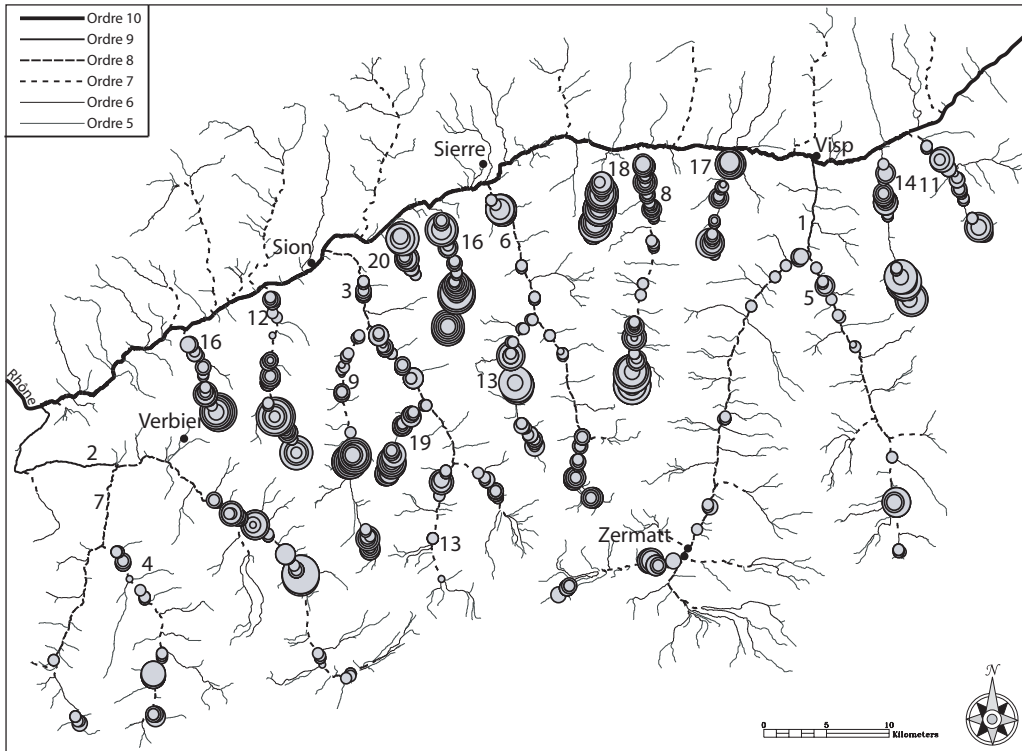 Ordre 10
Ordre 9
Ordre 8
Ordre 7
Ordre 6
Ordre 5
Visp
Sierre
18
17
8
14
11
1
16
6
Sion
20
3
5
12
16
9
13
Rhône
Verbier
19
2
7
Zermatt
13
4
N
0 5 10
Kilometers